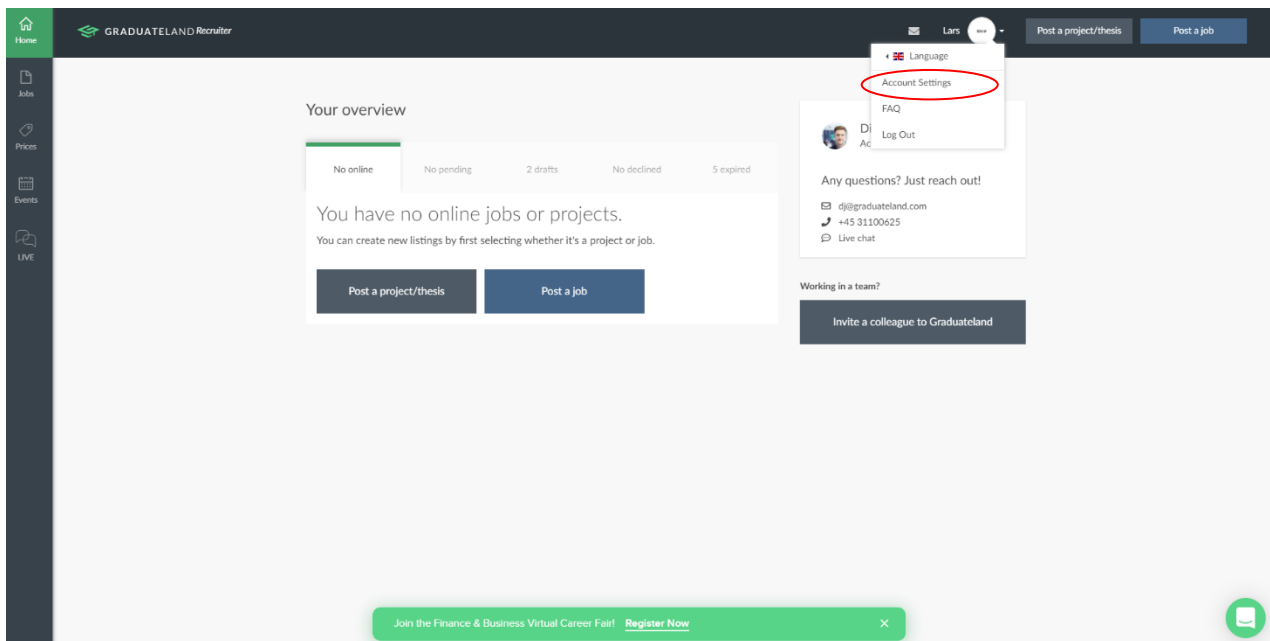 Home
GRADUATELAND Recruiter
Lars
Post a project/thesis
Post a job
Language
Account Settings
FAQ
Log Out
Jobs
Prices
Events
LIVE
Your overview
No online
No pending
2 drafts
No declined
5 expired
You have no online jobs or projects.
You can create new listings by first selecting whether it's a project or job.
Post a project/thesis
Post a job
Any questions? Just reach out!
dj@graduateland.com
+45 31100625
Live chat
Working in a team?
Invite a colleague to Graduateland
Join the Finance & Business Virtual Career Fair! Register Now